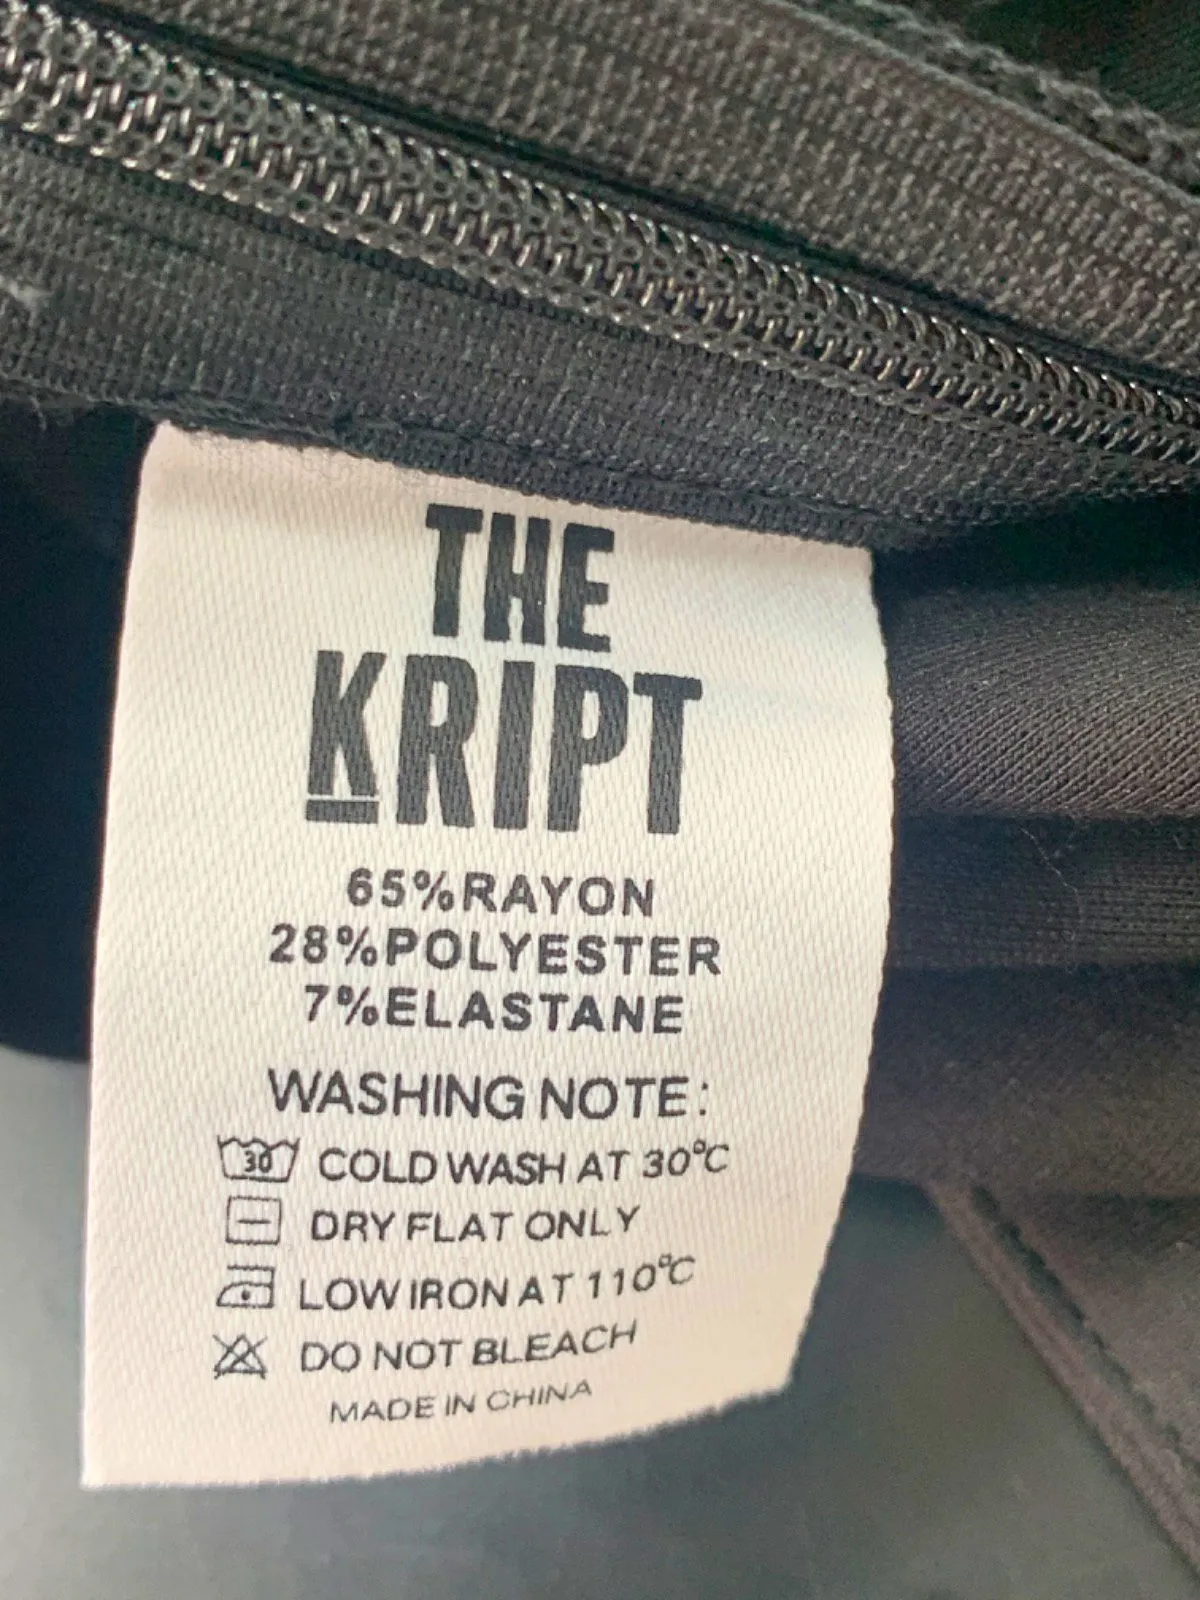 THE
KRIPT
65%RAYON
28%POLYESTER
7%ELASTANE
WASHING NOTE:
30 COLD WASH AT 30°C
DRY FLAT ONLY
LOW IRON AT 110°C
DO NOT BLEACH
MADE IN CHINA